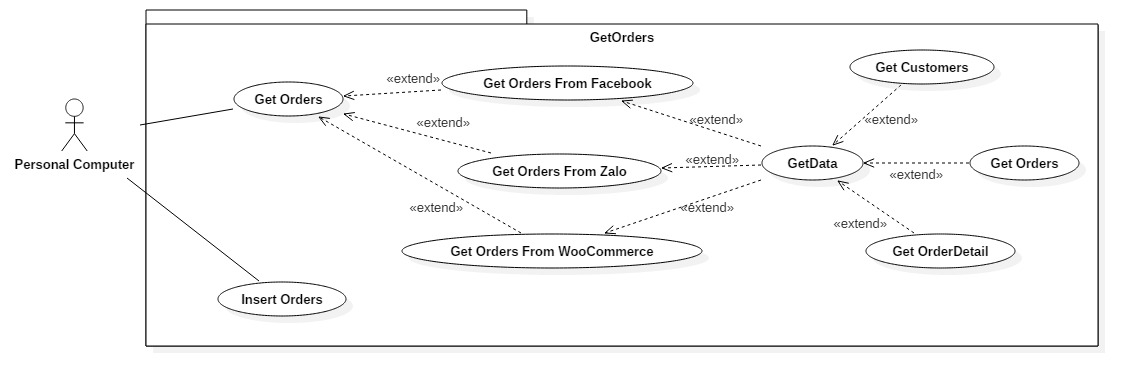 GetOrders
Get Customers
«extend»
Get Orders From Facebook
Get Orders
«extend»
«extend»
«extend»
Personal Computer
«extend»
GetData
Get Orders
Get Orders From Zalo
«extend»
«extend»
«extend»
«extend»
Get Orders From WooCommerce
Get OrderDetail
Insert Orders